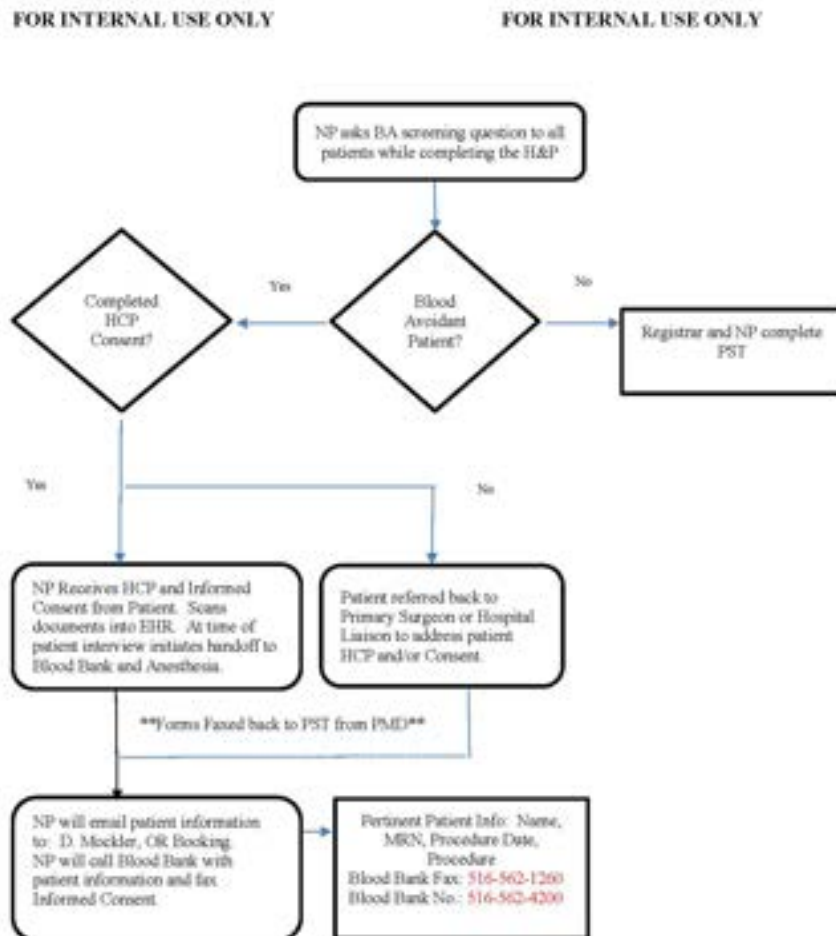 FOR INTERNAL USE ONLY
FOR INTERNAL USE ONLY
NP asks BA screening question to all
patients while completing the H&P
Completed
HCP
Consent?
Yes
Blood
Avoidant
Patient?
No
Registrar and NP complete
PST
Yes
No
NP Receives HCP and Informed
Consent from Patient. Scans
documents into EHR. At time of
patient interview initiates handoff to
Blood Bank and Anesthesia.
Patient referred back to
Primary Surgeon or Hospital
Liaison to address patient
HCP and/or Consent.
**Forms Faxed back to PST from PMD**
NP will email patient information
to: D. Mockler, OR Booking.
NP will call Blood Bank with
patient information and fax
Informed Consent
Pertinent Patient Info: Name,
MRN, Procedure Date,
Procedure
Blood Bank Fax: 516-562-1260
Blood Bank No.: 516-562-4200